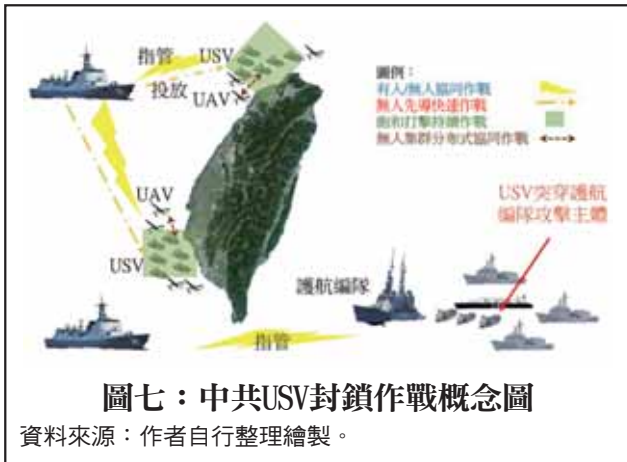 指管 USV
投放
UAV
圖例：
有人/無人協同作戰
無人先導快速作戰
飽和打擊持續作戰
無人集群分布式協同作戰
USV突穿護航
編隊攻擊主體
UAV
USV
護航編隊
指管
圖七：中共USV封鎖作戰概念圖
資料來源：作者自行整理繪製。